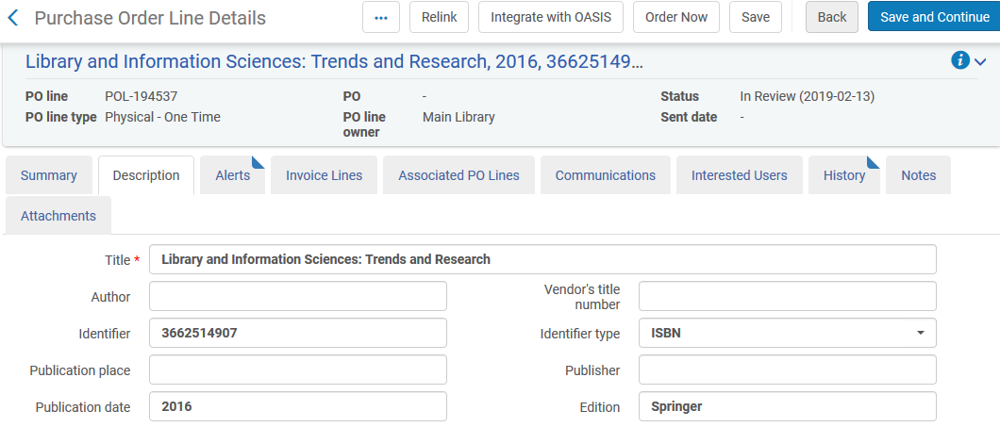 Purchase Order Line Details
... Relink Integrate with OASIS Order Now Save Back Save and Continue
Library and Information Sciences: Trends and Research, 2016, 36625149...
PO line POL-194537 PO - Status In Review (2019-02-13)
PO line type Physical - One Time PO line owner Main Library Sent date -
Summary Description Alerts Invoice Lines Associated PO Lines Communications Interested Users History Notes
Attachments
Title * Library and Information Sciences: Trends and Research
Author Vendor's title number
Identifier 3662514907 Identifier type ISBN
Publication place Publisher
Publication date 2016 Edition Springer